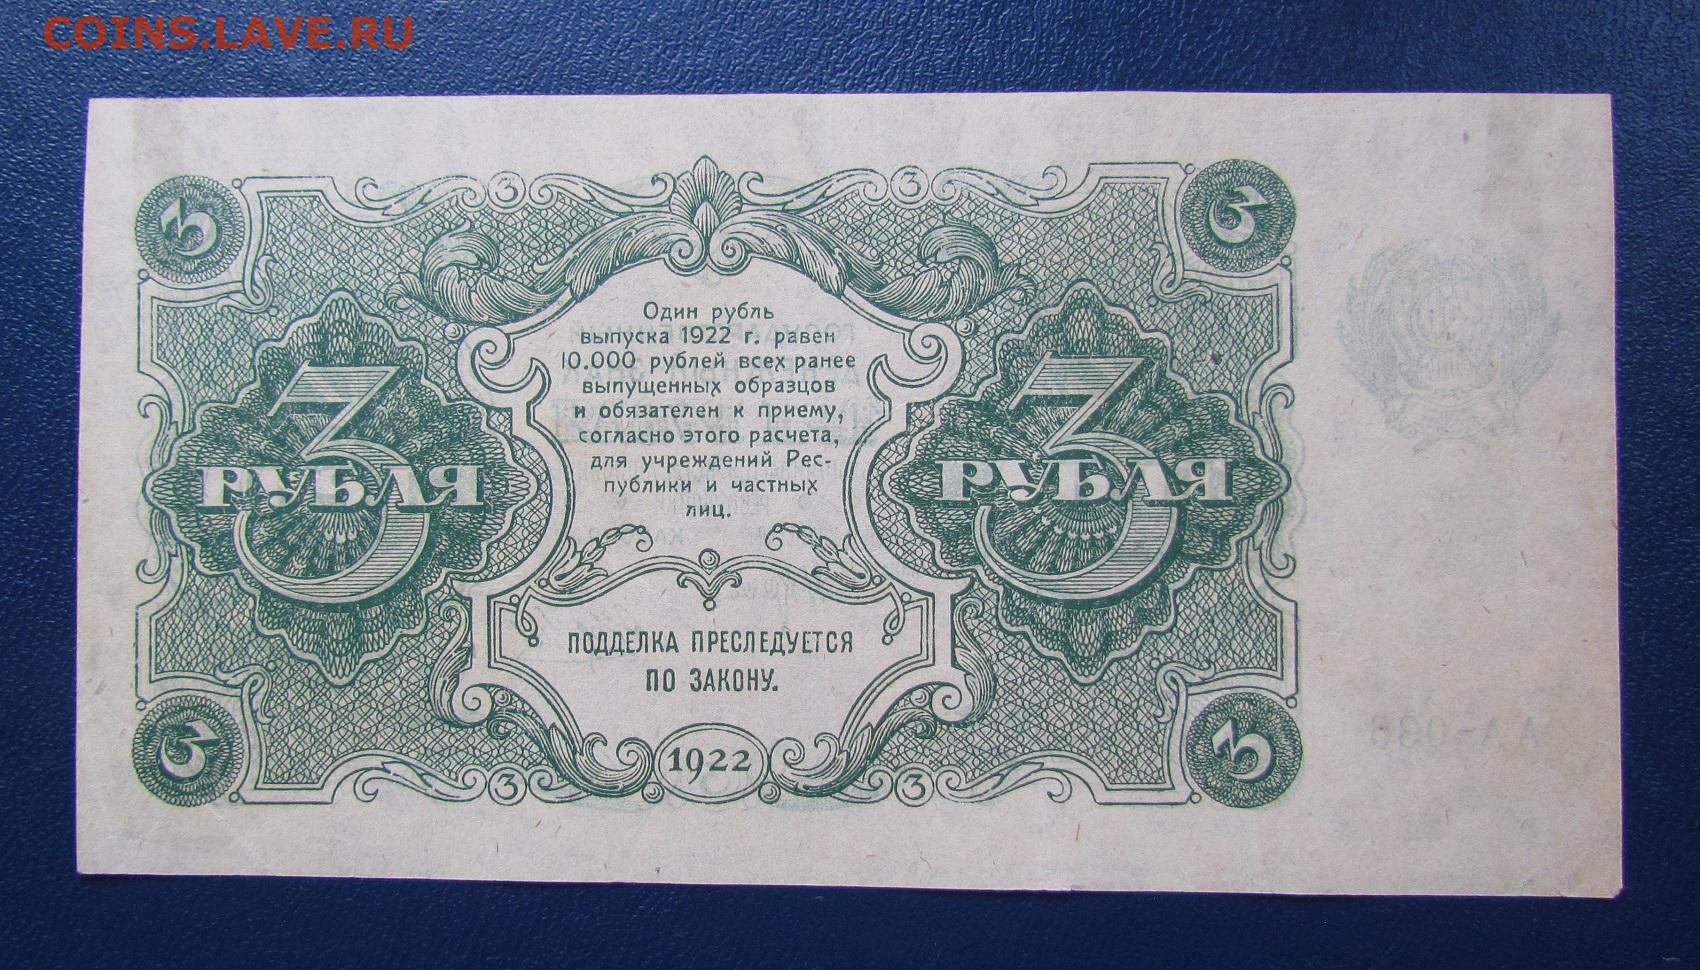 COINS.LAVE.RU
3 3 3 3
Один рубль
выпуска 1922 г. равен
10.000 рублей всех ранее
выпущенных образцов
и обязателен к приему,
согласно этого расчета,
для учреждений Рес-
публики и частных
лиц.
3 РУБЛЯ
3 РУБЛЯ
ПОДДЕЛКА ПРЕСЛЕДУЕТСЯ
ПО ЗАКОНУ.
1922
3 3 3 3